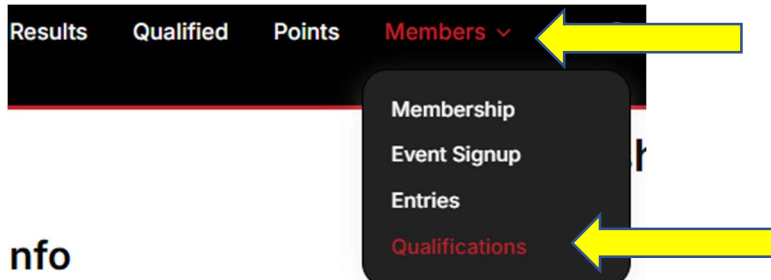 Results Qualified Points Members
Membership
Event Signup
Entries
Qualifications
nfo